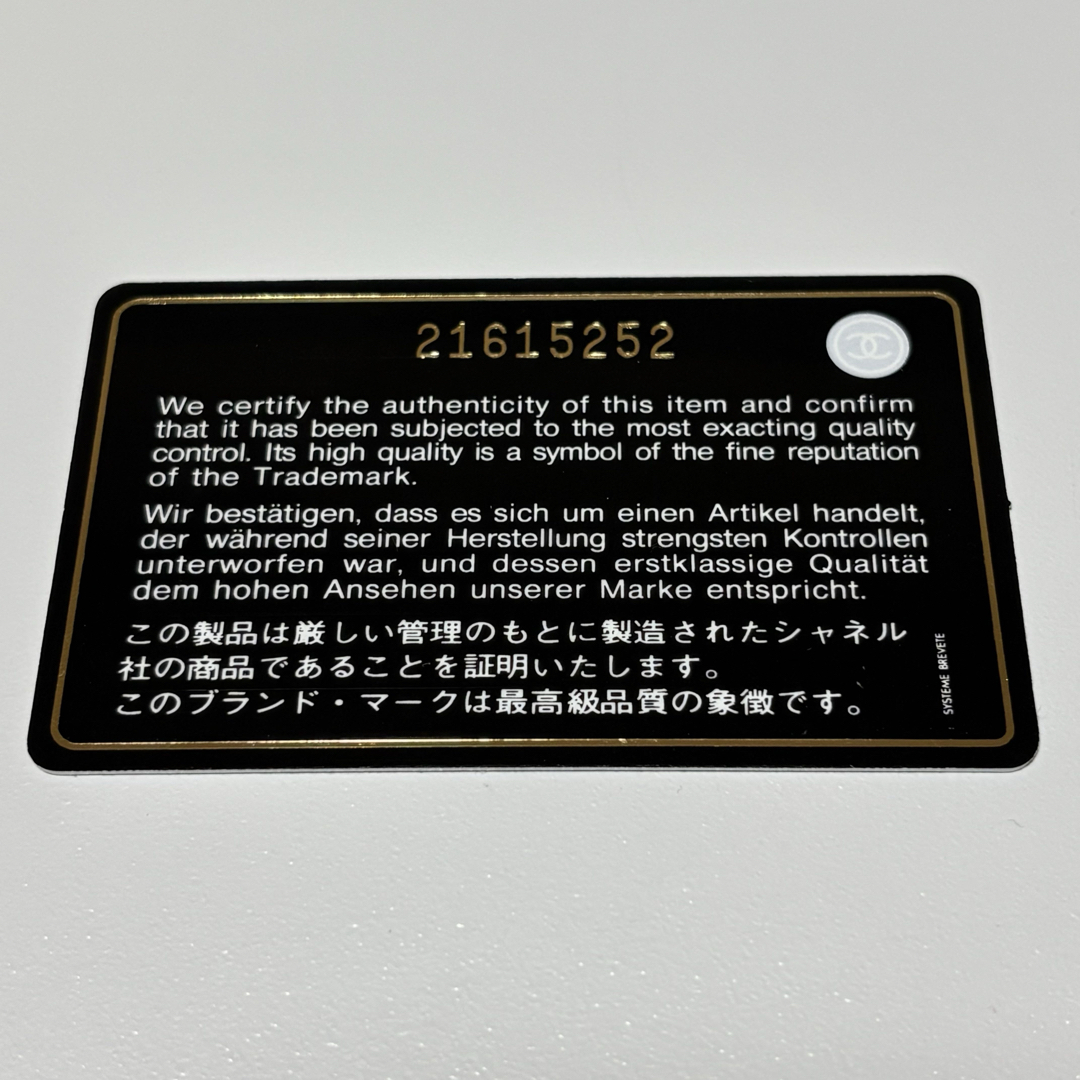 21615252
We certify the authenticity of this item and confirm
that it has been subjected to the most exacting quality
control. Its high quality is a symbol of the fine reputation
of the Trademark.
Wir bestätigen, dass es sich um einen Artikel handelt,
der während seiner Herstellung strengsten Kontrollen
unterworfen war, und dessen erstklassige Qualität
dem hohen Ansehen unserer Marke entspricht.
この製品は厳しい管理のもとに製造されたシャネル
社の商品であることを証明いたします。
このブランド・マークは最高級品質の象徴です。
SYSTEME BREVETE